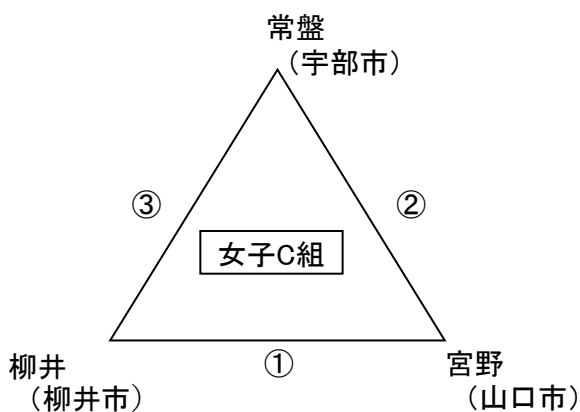 常盤
（宇部市）
③
②
女子C組
柳井
（柳井市）
①
宮野
（山口市）